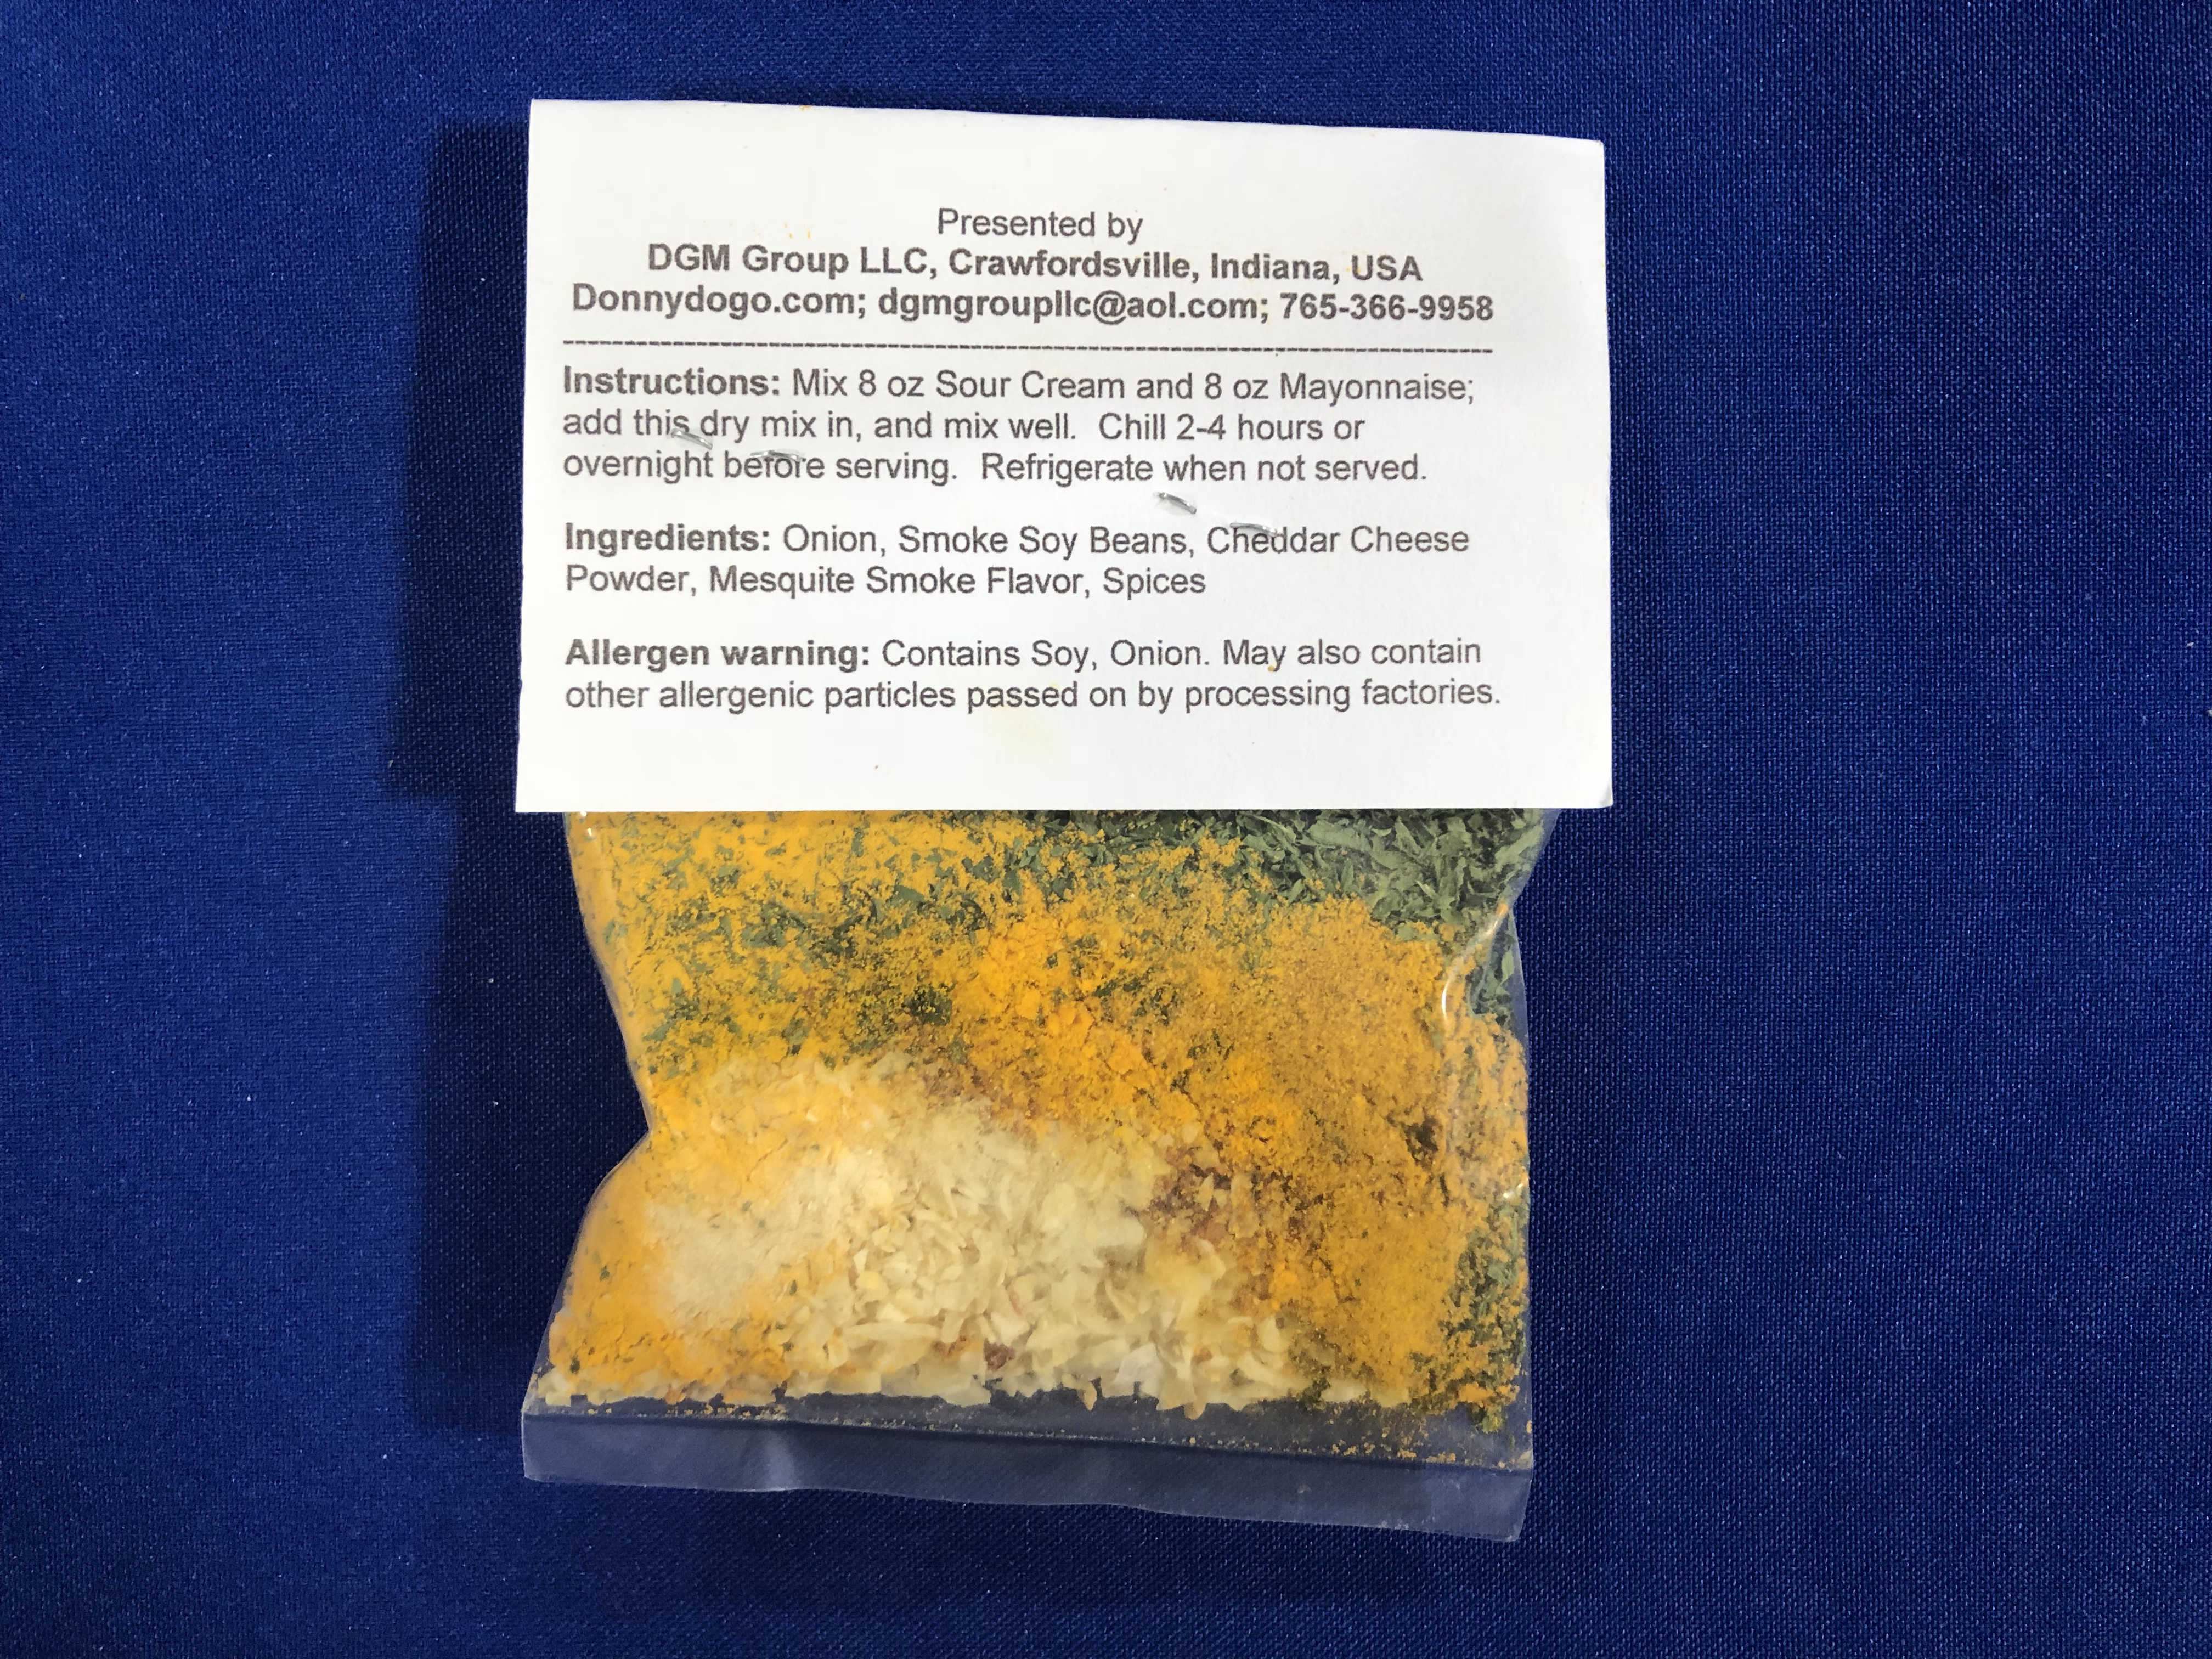 Presented by
DGM Group LLC, Crawfordsville, Indiana, USA
Donnydogo.com; dgmgroupllc@aol.com; 765-366-9958
--------------------------------------------------------------------------------
Instructions: Mix 8 oz Sour Cream and 8 oz Mayonnaise;
add this dry mix in, and mix well. Chill 2-4 hours or
overnight before serving. Refrigerate when not served.
Ingredients: Onion, Smoke Soy Beans, Cheddar Cheese
Powder, Mesquite Smoke Flavor, Spices
Allergen warning: Contains Soy, Onion. May also contain
other allergenic particles passed on by processing factories.